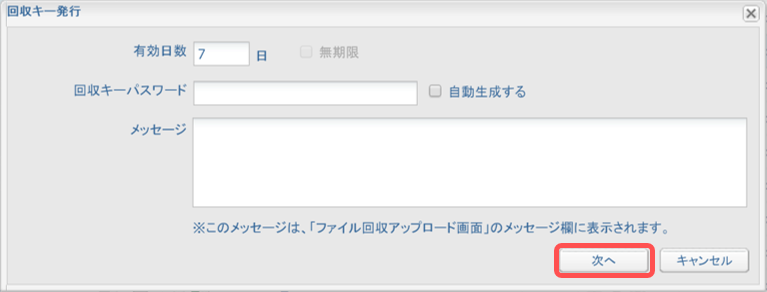 回収キー発行
有効日数 7 日 無期限
回収キーパスワード 自動生成する
メッセージ
※このメッセージは、「ファイル回収アップロード画面」のメッセージ欄に表示されます。
次へ キャンセル